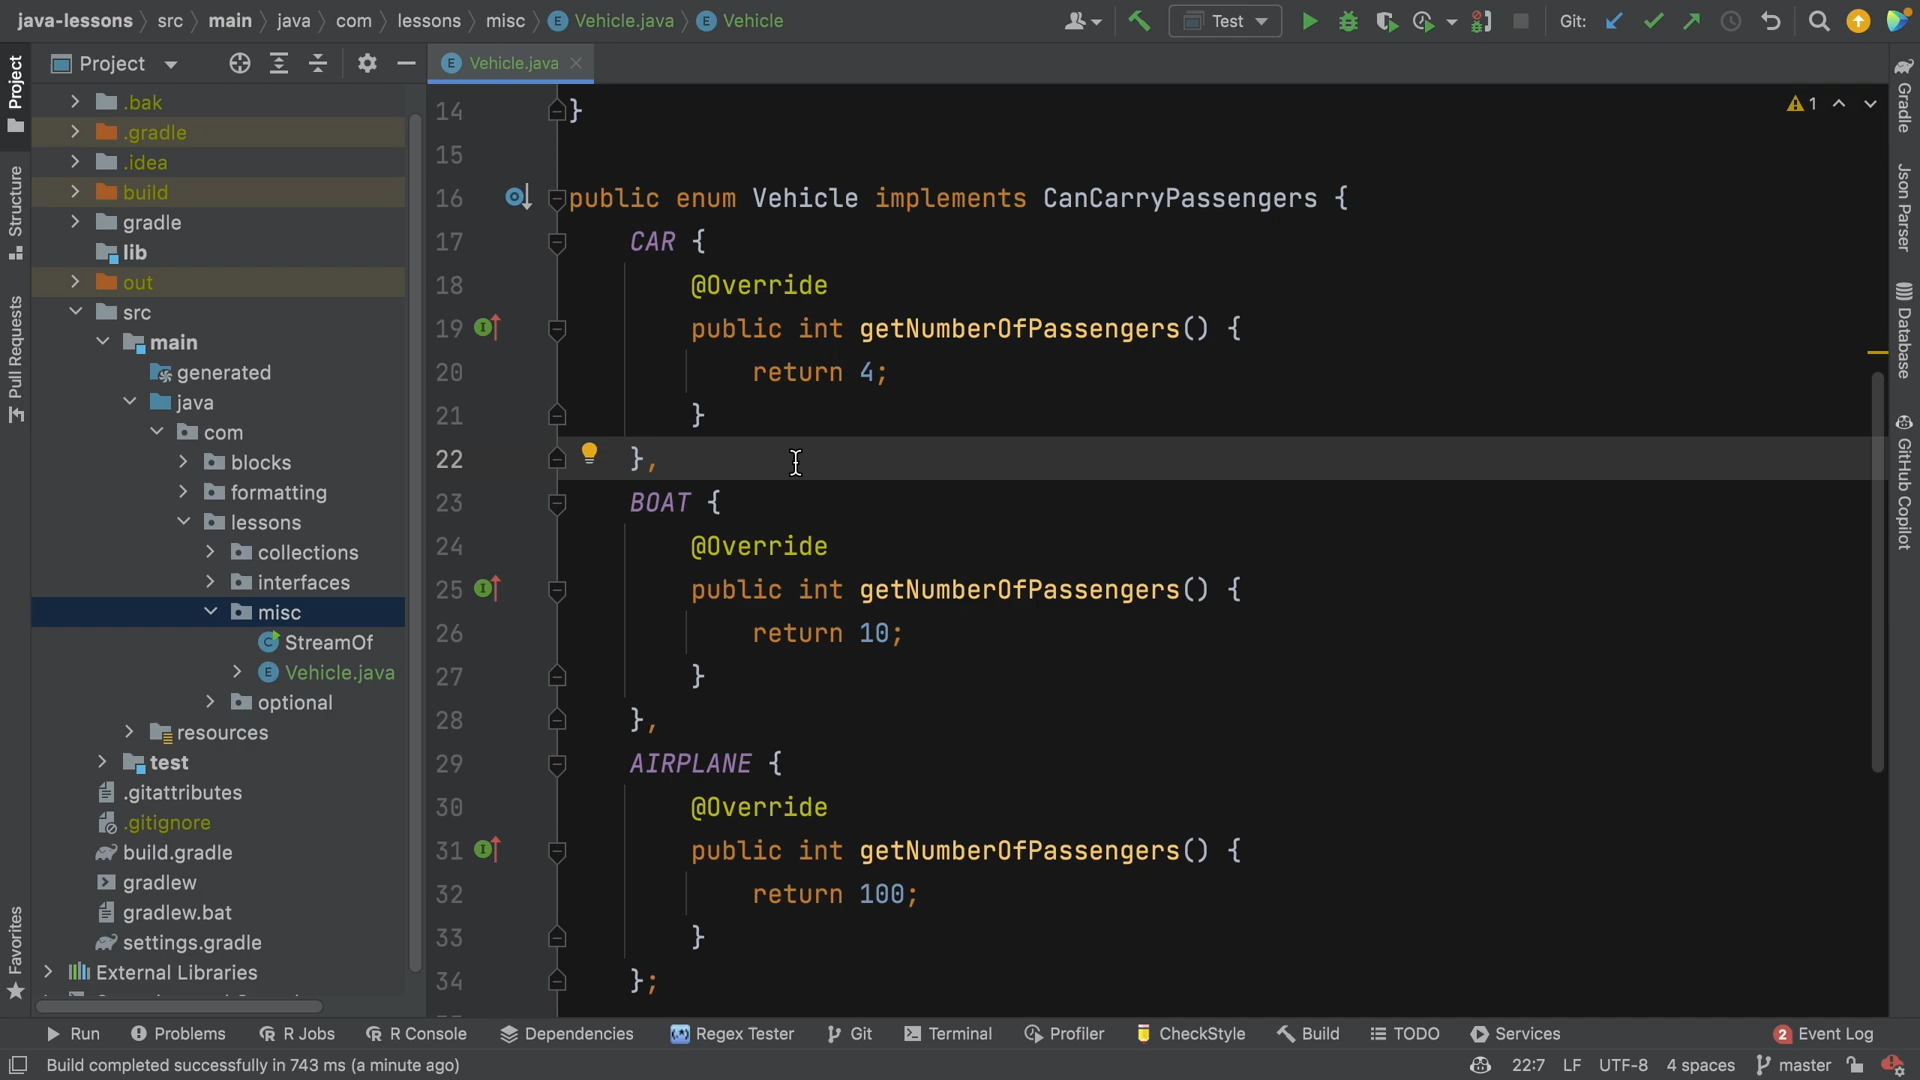 java-lessons src main java com lessons misc Vehicle.java Vehicle
Test Git:
Project
Vehicle.java
Project
Structure
Pull Requests
Favorites
.bak
.gradle
.idea
build
gradle
lib
out
src
main
generated
java
com
blocks
formatting
lessons
collections
interfaces
misc
StreamOf
Vehicle.java
optional
resources
test
.gitattributes
.gitignore
build.gradle
gradlew
gradlew.bat
settings.gradle
External Libraries
14 }
15
16 public enum Vehicle implements CanCarryPassengers {
17 CAR {
18 @Override
19 public int getNumberOfPassengers() {
20 return 4;
21 }
22 },
23 BOAT {
24 @Override
25 public int getNumberOfPassengers() {
26 return 10;
27 }
28 },
29 AIRPLANE {
30 @Override
31 public int getNumberOfPassengers() {
32 return 100;
33 }
34 };
1
Gradle
Json Parser
Database
GitHub Copilot
Run Problems R Jobs R Console Dependencies Regex Tester Git Terminal Profiler CheckStyle Build TODO Services 2 Event Log
Build completed successfully in 743 ms (a minute ago) 22:7 LF UTF-8 4 spaces master